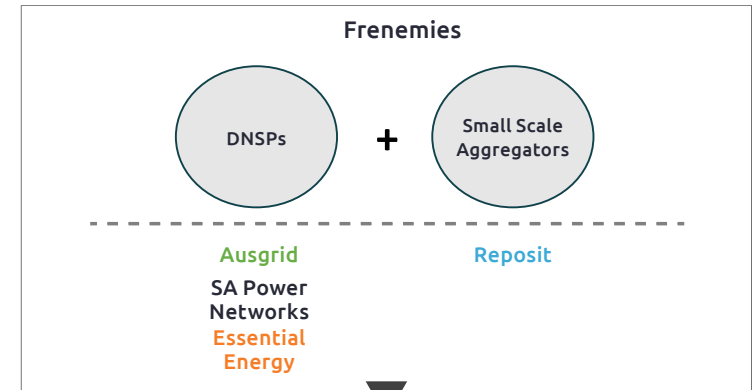 Frenemies
DNSPs
+
Small Scale
Aggregators
Ausgrid
SA Power
Networks
Essential
Energy
Reposit